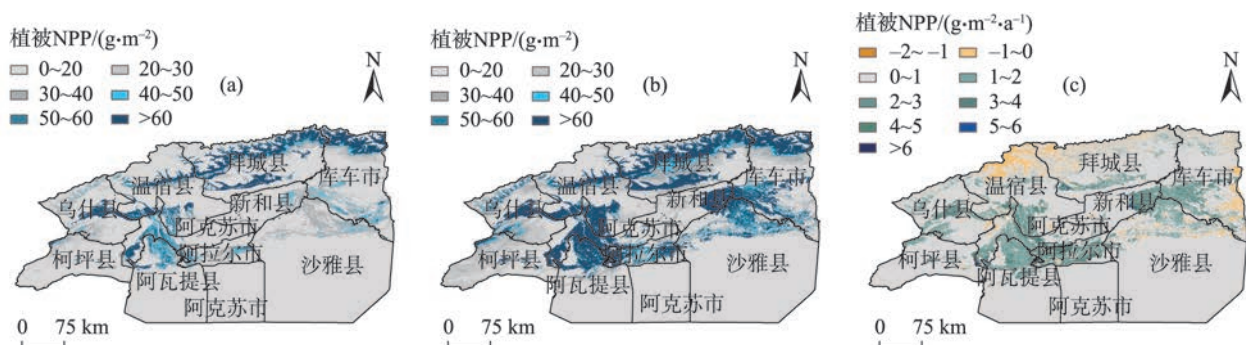 植被NPP/(g·m⁻²)
0~20 20~30
30~40 40~50
50~60 >60
(a)
N
拜城县
库车市
温宿县
新和县
乌什县
阿克苏市
阿拉尔市
柯坪县
沙雅县
阿瓦提县
0 75 km
植被NPP/(g·m⁻²)
0~20 20~30
30~40 40~50
50~60 >60
(b)
N
拜城县
库车市
温宿县
新和县
乌什县
阿克苏市
阿拉尔市
柯坪县
沙雅县
阿瓦提县
阿克苏市
0 75 km
植被NPP/(g·m⁻²·a⁻¹)
−2~ −1 −1~0
0~1 1~2
2~3 3~4
4~5 5~6
>6
(c)
N
拜城县
库车市
温宿县
新和县
乌什县
阿克苏市
阿拉尔市
柯坪县
沙雅县
阿瓦提县
阿克苏市
0 75 km